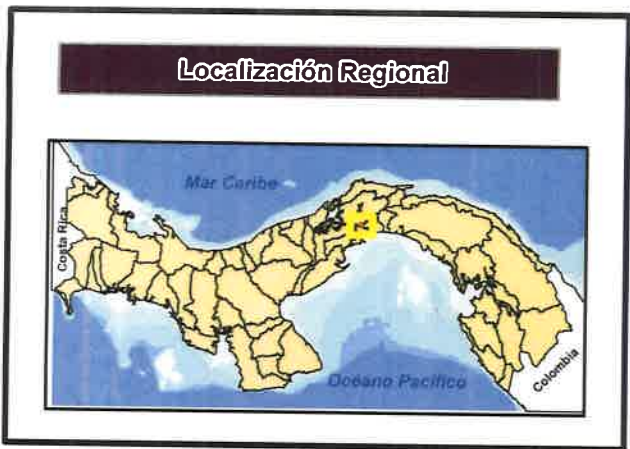 Localización Regional
Mar Caribe
Costa Rica
Océano Pacífico
Colombia